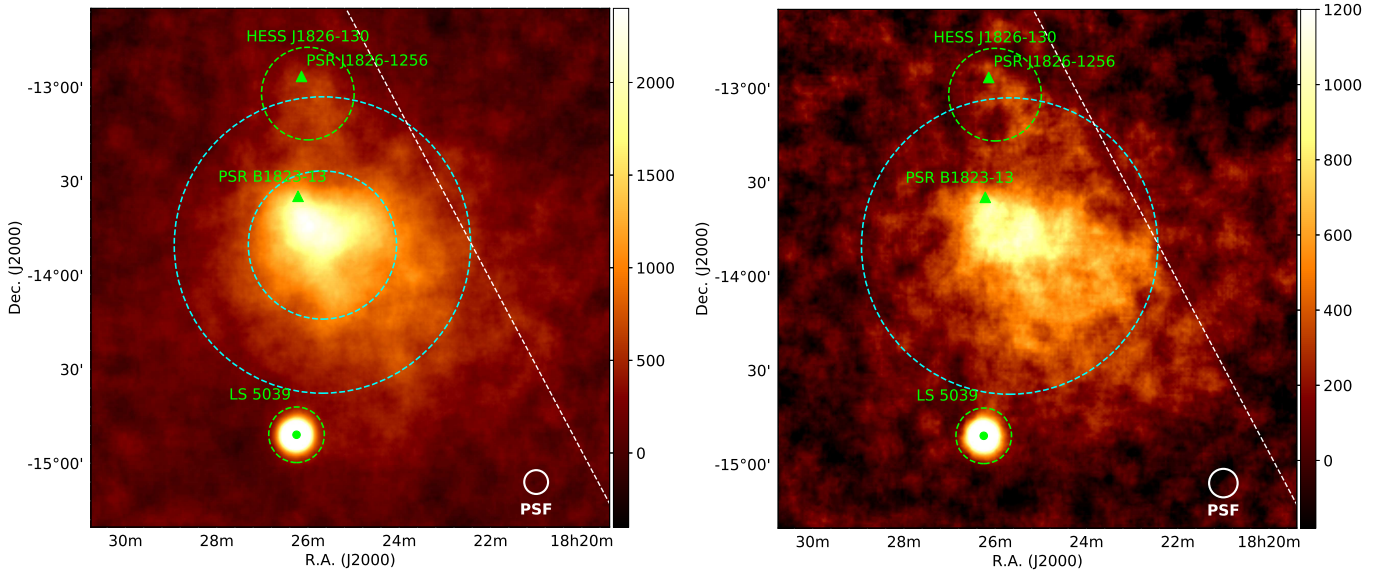 HESS J1826-130
PSR J1826-1256
PSR B1823-13
LS 5039
PSF
-13°00'
30'
-14°00'
30'
-15°00'
Dec. (J2000)
30m
28m
26m
24m
22m
18h20m
R.A. (J2000)
2000
1500
1000
500
0
HESS J1826-130
PSR J1826-1256
PSR B1823-13
LS 5039
PSF
-13°00'
30'
-14°00'
30'
-15°00'
Dec. (J2000)
30m
28m
26m
24m
22m
18h20m
R.A. (J2000)
1200
1000
800
600
400
200
0